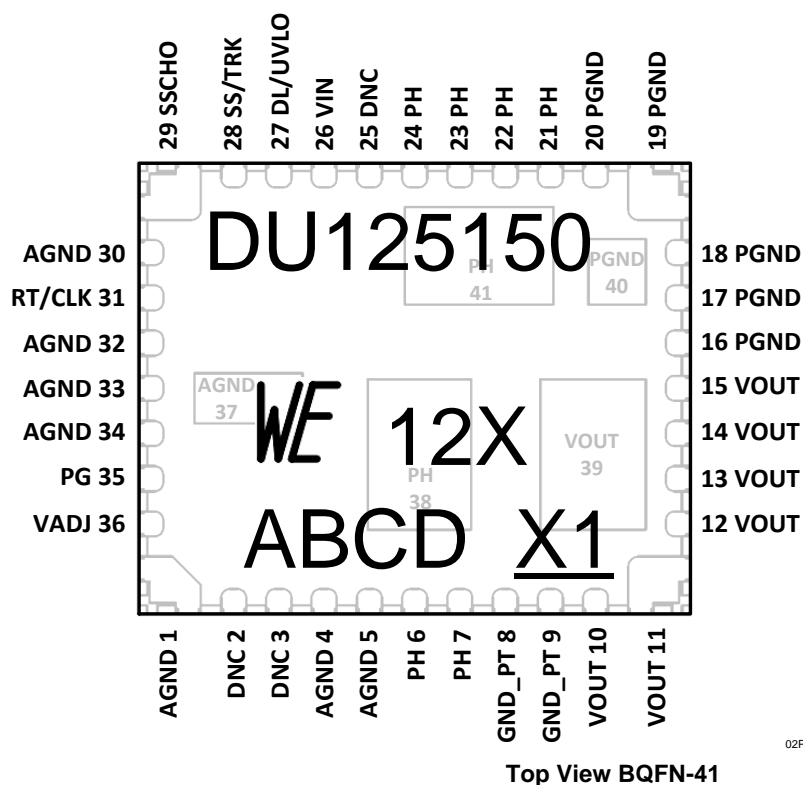 29 SSCHO
28 SS/TRK
27 DL/UVLO
26 VIN
25 DNC
24 PH
23 PH
22 PH
21 PH
20 PGND
19 PGND
AGND 30
RT/CLK 31
AGND 32
AGND 33
AGND 34
PG 35
VADJ 36
DU125150
PH
41
PGND
40
AGND
37
WE
12X
PH
38
VOUT
39
ABCD X1
18 PGND
17 PGND
16 PGND
15 VOUT
14 VOUT
13 VOUT
12 VOUT
AGND 1
DNC 2
DNC 3
AGND 4
AGND 5
PH 6
PH 7
GND_PT 8
GND_PT 9
VOUT 10
VOUT 11
Top View BQFN-41